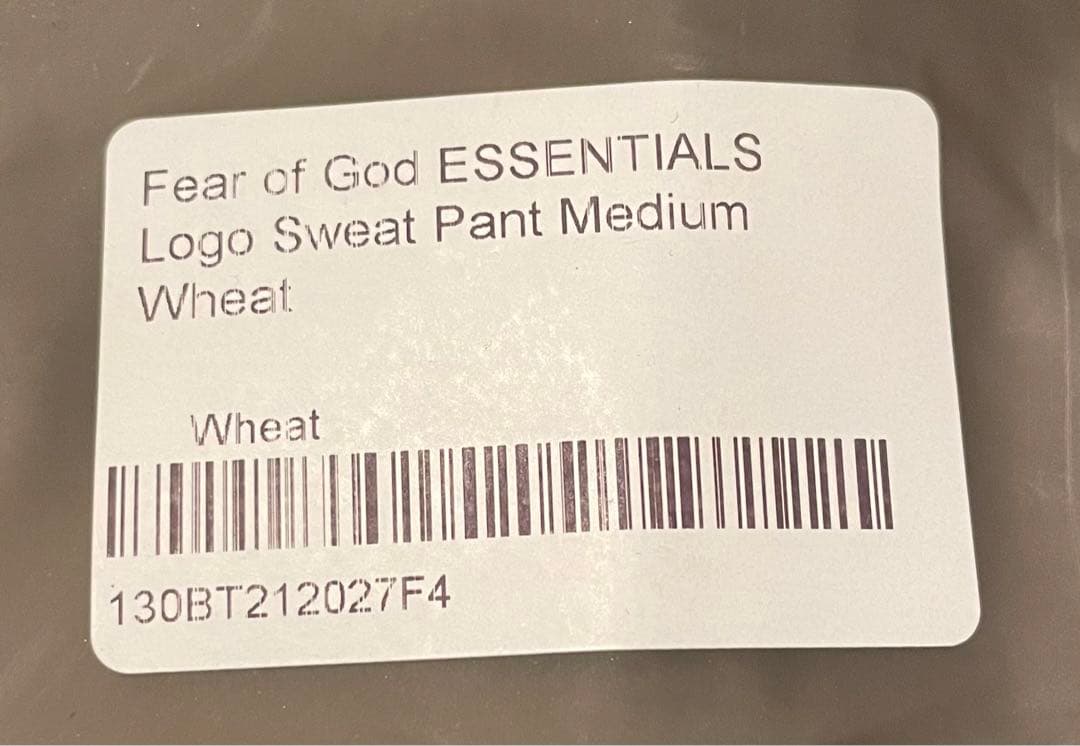 Fear of God ESSENTIALS
Logo Sweat Pant Medium
Wheat
Wheat
130BT212027F4